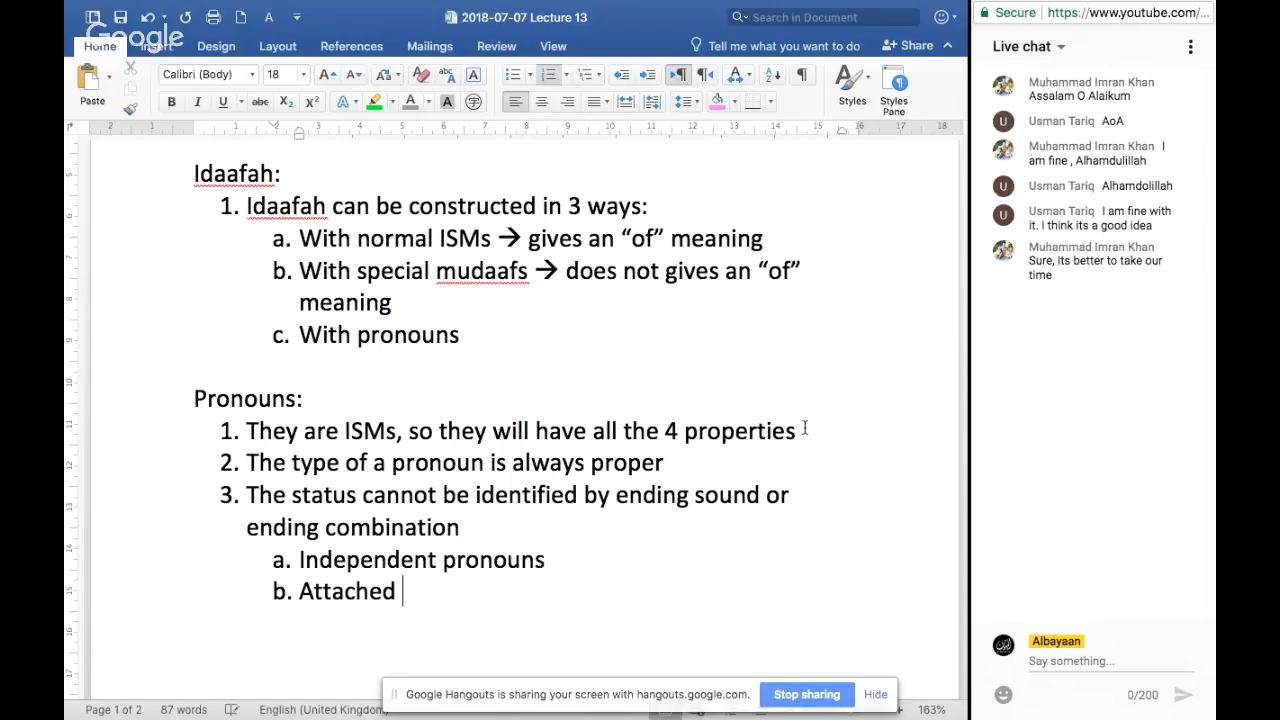 2018-07-07 Lecture 13
Search in Document
Google
Home
Insert
Design
Layout
References
Mailings
Review
View
Tell me what you want to do
Share
Paste
Calibri (Body)
18
Styles
Styles Pane
Idaafah:
1. Idaafah can be constructed in 3 ways:
a. With normal ISMs → gives an “of” meaning
b. With special mudaafs → does not gives an “of”
meaning
c. With pronouns
Pronouns:
1. They are ISMs, so they will have all the 4 properties
2. The type of a pronoun is always proper
3. The status cannot be identified by ending sound or
ending combination
a. Independent pronouns
b. Attached
Google Hangouts is sharing your screen with hangouts.google.com.
Stop sharing
Hide
Page 1 of 2
87 words
English (United Kingdom)
163%
Secure
https://www.youtube.com/...
Live chat
Muhammad Imran Khan
Assalam O Alaikum
Usman Tariq AoA
Muhammad Imran Khan I
am fine , Alhamdulillah
Usman Tariq Alhamdolillah
Usman Tariq I am fine with
it. I think its a good idea
Muhammad Imran Khan
Sure, Its better to take our
time
Albayaan
Say something...
0/200